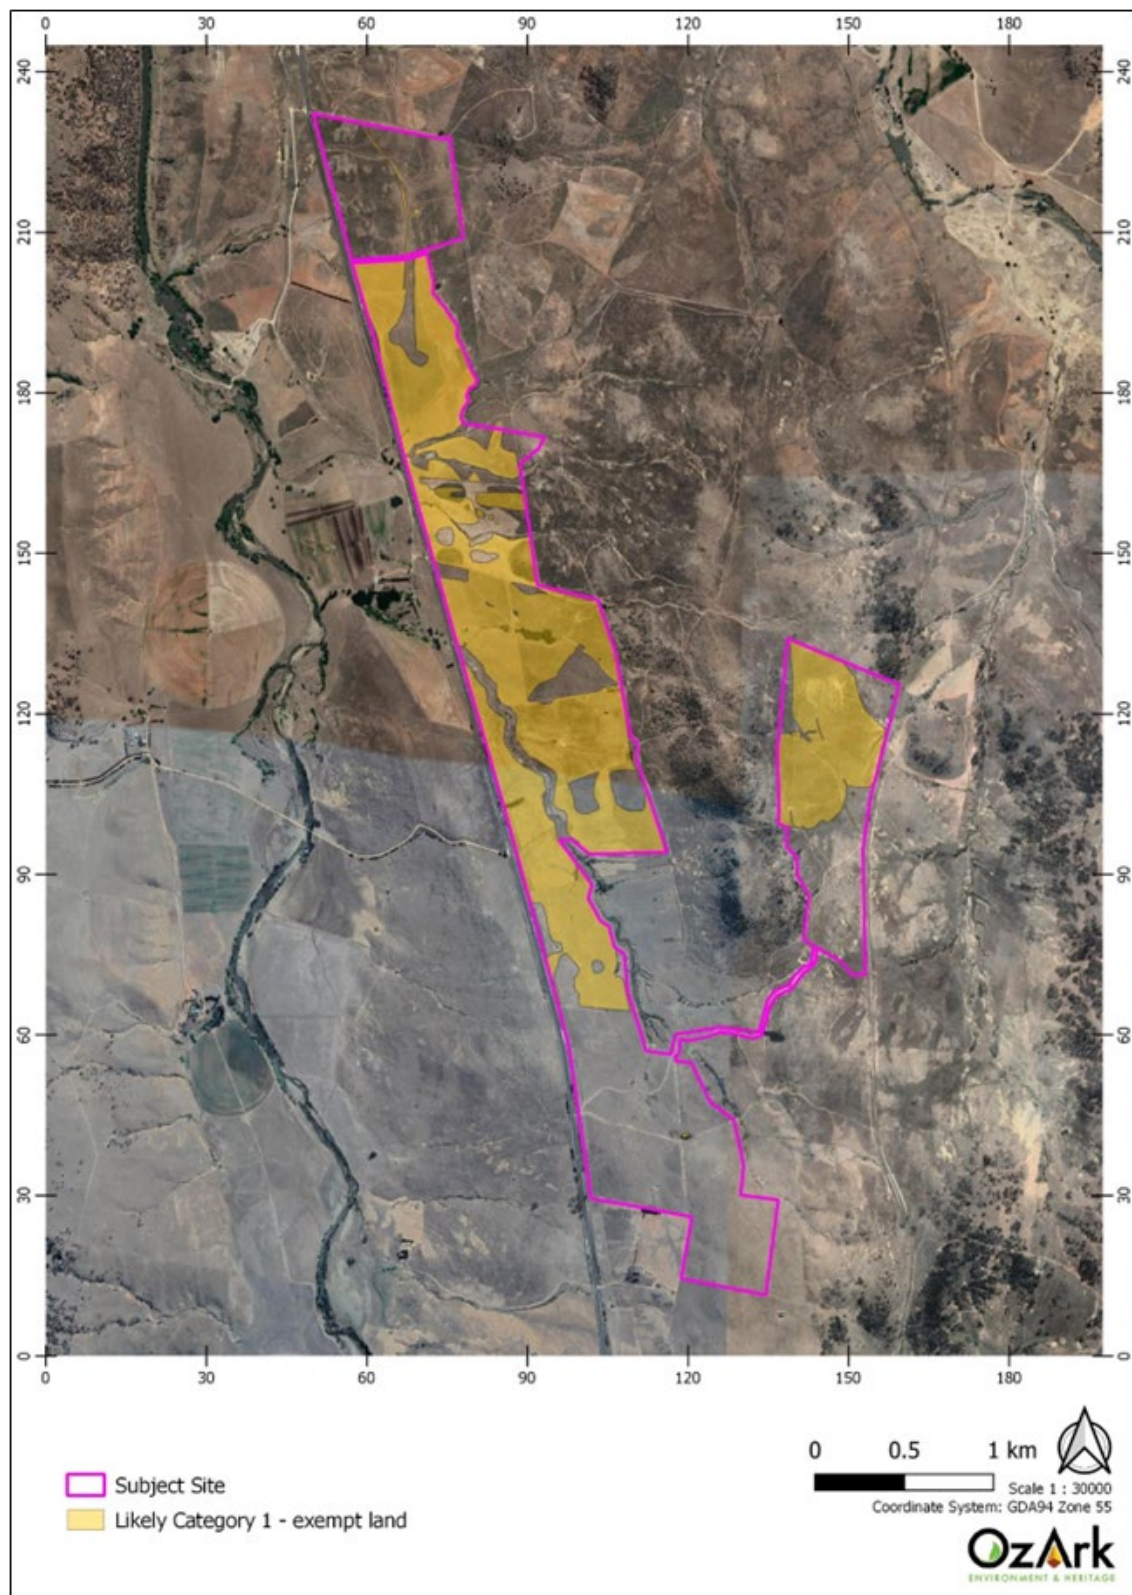 0 30 60 90 120 150 180
240 240
210 210
180 180
150 150
120 120
90 90
60 60
30 30
0 0
0 30 60 90 120 150 180
0 0.5 1 km
Subject Site
Scale 1 : 30000
Likely Category 1 - exempt land
Coordinate System: GDA94 Zone 55
OzArk
ENVIRONMENT & HERITAGE